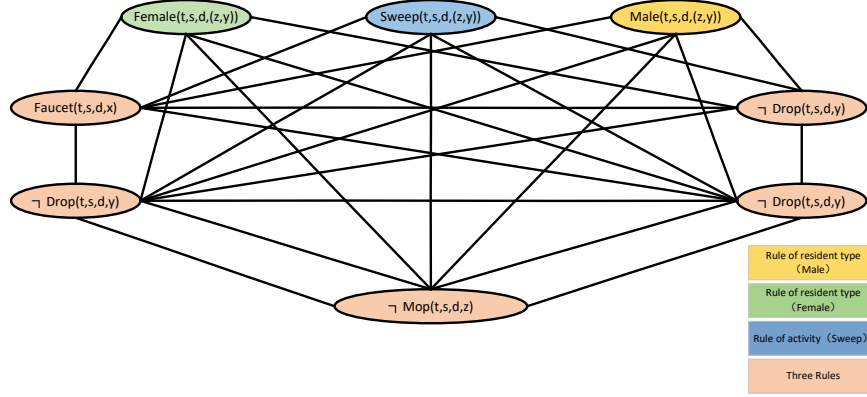 Female(t,s,d,(z,y))
Sweep(t,s,d,(z,y))
Male(t,s,d,(z,y))
Faucet(t,s,d,x)
¬ Drop(t,s,d,y)
¬ Drop(t,s,d,y)
¬ Drop(t,s,d,y)
¬ Mop(t,s,d,z)
Rule of resident type
（Male）
Rule of resident type
（Female）
Rule of activity（Sweep）
Three Rules